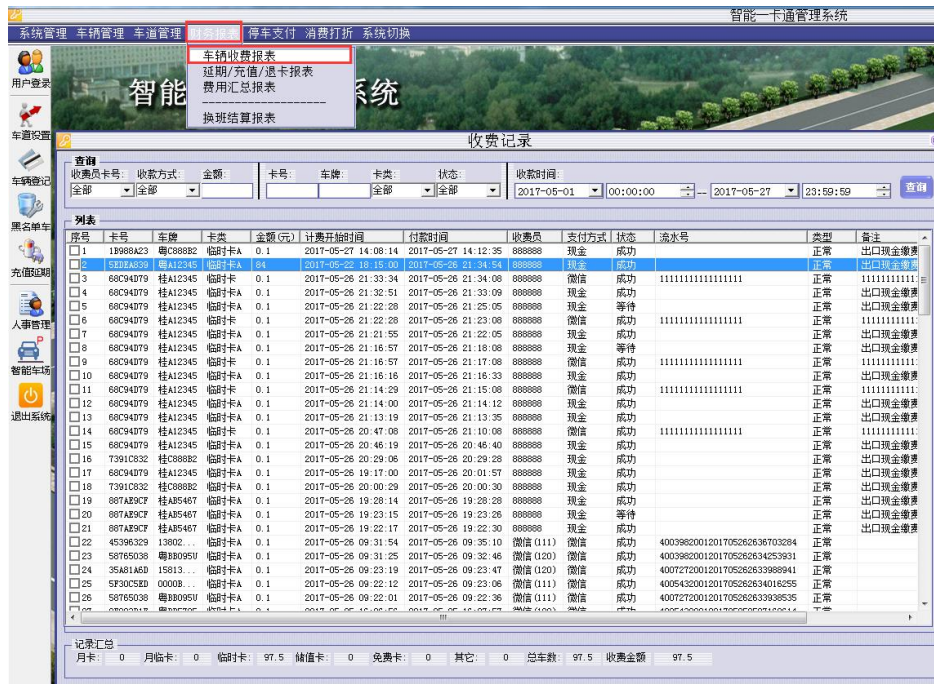 智能一卡通管理系统
系统管理 车辆管理 车道管理 财务报表 停车支付 消费打折 系统切换
车辆收费报表
延期/充值/退卡报表
费用汇总报表
换班结算报表
用户登录
车道设置
车辆登记
黑名单车
充值延期
人事管理
智能车场
退出系统
智能
系统
收费记录
查询
收费员卡号: 收款方式: 金额: 卡号: 车牌: 卡类: 状态: 收款时间:
全部 全部 全部 全部 2017-05-01 00:00:00 -- 2017-05-27 23:59:59 查询
列表
序号 卡号 车牌 卡类 金额(元) 计费开始时间 付款时间 收费员 支付方式 状态 流水号 类型 备注
1 1B988A23 粤C888B2 临时卡A 0.1 2017-05-27 14:08:14 2017-05-27 14:12:35 888888 现金 成功 正常 出口现金缴费
2 5EDEA839 粤A12345 临时卡A 84 2017-05-22 18:15:00 2017-05-26 21:34:54 888888 现金 成功 正常 出口现金缴费
3 68C94D79 桂A12345 临时卡 0.1 2017-05-26 21:33:34 2017-05-26 21:34:08 888888 微信 成功 1111111111111111 正常
4 68C94D79 桂A12345 临时卡A 0.1 2017-05-26 21:32:51 2017-05-26 21:33:09 888888 现金 成功 正常 出口现金缴费
5 68C94D79 桂A12345 临时卡A 0.1 2017-05-26 21:22:28 2017-05-26 21:25:05 888888 现金 等待 正常 出口现金缴费
6 68C94D79 桂A12345 临时卡 0.1 2017-05-26 21:22:28 2017-05-26 21:23:08 888888 微信 成功 1111111111111111 正常
7 68C94D79 桂A12345 临时卡A 0.1 2017-05-26 21:21:55 2017-05-26 21:22:05 888888 现金 成功 正常 出口现金缴费
8 68C94D79 桂A12345 临时卡A 0.1 2017-05-26 21:16:57 2017-05-26 21:18:08 888888 现金 等待 正常 出口现金缴费
9 68C94D79 桂A12345 临时卡 0.1 2017-05-26 21:16:57 2017-05-26 21:17:08 888888 微信 成功 1111111111111111 正常
10 68C94D79 桂A12345 临时卡A 0.1 2017-05-26 21:16:16 2017-05-26 21:16:33 888888 现金 成功 正常 出口现金缴费
11 68C94D79 桂A12345 临时卡 0.1 2017-05-26 21:14:29 2017-05-26 21:15:08 888888 微信 成功 1111111111111111 正常
12 68C94D79 桂A12345 临时卡A 0.1 2017-05-26 21:14:00 2017-05-26 21:14:12 888888 现金 成功 正常 出口现金缴费
13 68C94D79 桂A12345 临时卡A 0.1 2017-05-26 21:13:19 2017-05-26 21:13:35 888888 现金 成功 正常 出口现金缴费
14 68C94D79 桂A12345 临时卡 0.1 2017-05-26 20:47:08 2017-05-26 21:10:08 888888 微信 成功 1111111111111111 正常
15 68C94D79 桂A12345 临时卡A 0.1 2017-05-26 20:46:19 2017-05-26 20:46:40 888888 现金 成功 正常 出口现金缴费
16 7391C832 桂C888B2 临时卡A 0.1 2017-05-26 20:29:06 2017-05-26 20:29:28 888888 现金 成功 正常 出口现金缴费
17 68C94D79 桂A12345 临时卡A 0.1 2017-05-26 19:17:00 2017-05-26 20:01:57 888888 现金 成功 正常 出口现金缴费
18 7391C832 桂C888B2 临时卡A 0.1 2017-05-26 20:00:29 2017-05-26 20:00:30 888888 现金 成功 正常 出口现金缴费
19 887AE9CF 桂AB5467 临时卡A 0.1 2017-05-26 19:28:14 2017-05-26 19:28:28 888888 现金 成功 正常 出口现金缴费
20 887AE9CF 桂AB5467 临时卡A 0.1 2017-05-26 19:23:15 2017-05-26 19:23:26 888888 现金 等待 正常 出口现金缴费
21 887AE9CF 桂AB5467 临时卡A 0.1 2017-05-26 19:22:17 2017-05-26 19:22:30 888888 现金 成功 正常 出口现金缴费
22 45396329 13802... 临时卡A 0.1 2017-05-26 09:31:54 2017-05-26 09:35:10 微信(111) 微信 成功 4003982001201705262636703284 正常
23 58765038 粤BB095U 临时卡A 0.1 2017-05-26 09:31:25 2017-05-26 09:32:46 微信(120) 微信 成功 4003982001201705262634253931 正常
24 35A81A6D 15813... 临时卡A 0.1 2017-05-26 09:23:19 2017-05-26 09:23:47 微信(120) 微信 成功 4007272001201705262633988941 正常
25 5F30C5ED 0000B... 临时卡A 0.1 2017-05-26 09:22:12 2017-05-26 09:23:06 微信(111) 微信 成功 4005432001201705262634016255 正常
26 58765038 粤BB095U 临时卡A 0.1 2017-05-26 09:22:01 2017-05-26 09:22:36 微信(111) 微信 成功 4007272001201705262633938535 正常
记录汇总
月卡: 0 月临卡: 0 临时卡: 97.5 储值卡: 0 免费卡: 0 其它: 0 总车数: 97.5 收费金额 97.5